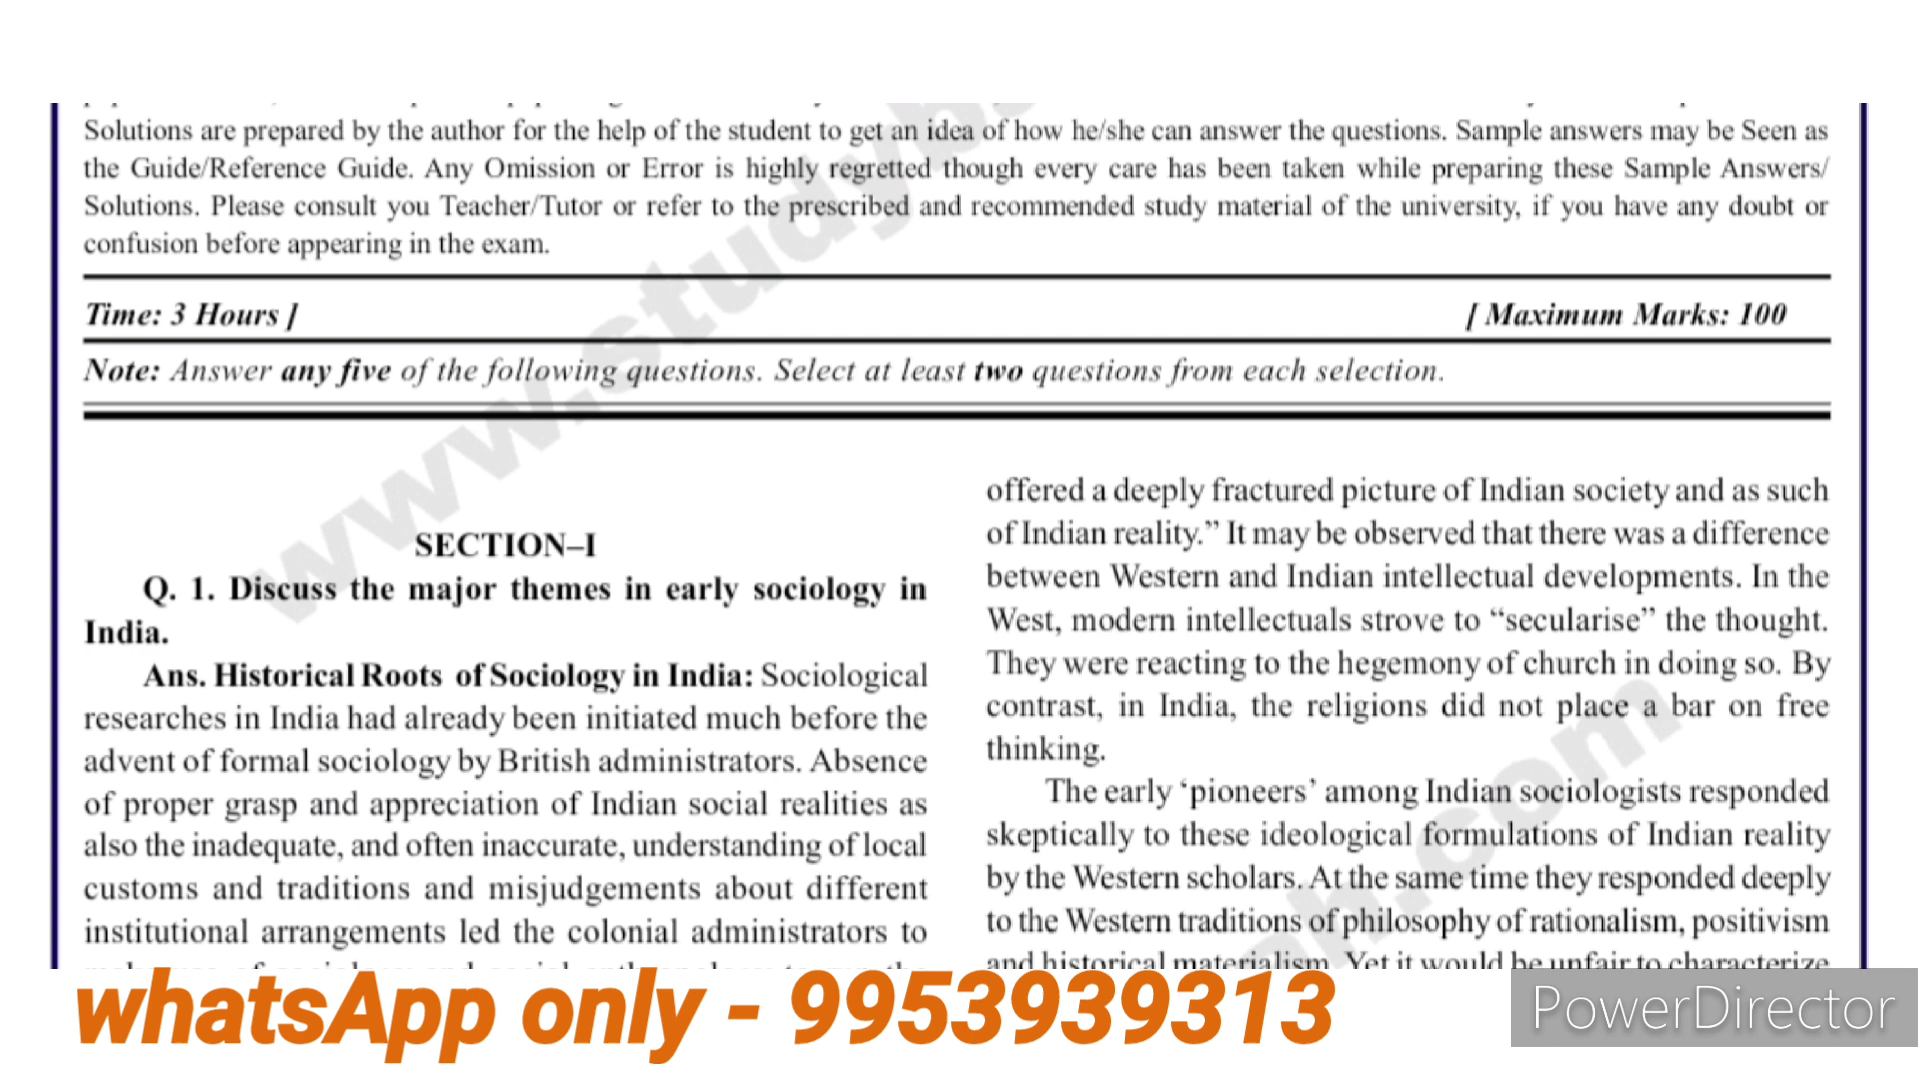 Solutions are prepared by the author for the help of the student to get an idea of how he/she can answer the questions. Sample answers may be Seen as
the Guide/Reference Guide. Any Omission or Error is highly regretted though every care has been taken while preparing these Sample Answers/
Solutions. Please consult you Teacher/Tutor or refer to the prescribed and recommended study material of the university, if you have any doubt or
confusion before appearing in the exam.
Time: 3 Hours ]
[ Maximum Marks: 100
Note: Answer any five of the following questions. Select at least two questions from each selection.
SECTION–I
Q. 1. Discuss the major themes in early sociology in
India.
Ans. Historical Roots of Sociology in India: Sociological
researches in India had already been initiated much before the
advent of formal sociology by British administrators. Absence
of proper grasp and appreciation of Indian social realities as
also the inadequate, and often inaccurate, understanding of local
customs and traditions and misjudgements about different
institutional arrangements led the colonial administrators to
offered a deeply fractured picture of Indian society and as such
of Indian reality.” It may be observed that there was a difference
between Western and Indian intellectual developments. In the
West, modern intellectuals strove to “secularise” the thought.
They were reacting to the hegemony of church in doing so. By
contrast, in India, the religions did not place a bar on free
thinking.
The early ‘pioneers’ among Indian sociologists responded
skeptically to these ideological formulations of Indian reality
by the Western scholars. At the same time they responded deeply
to the Western traditions of philosophy of rationalism, positivism
and historical materialism. Yet it would be unfair to characterize
whatsApp only - 9953939313
PowerDirector